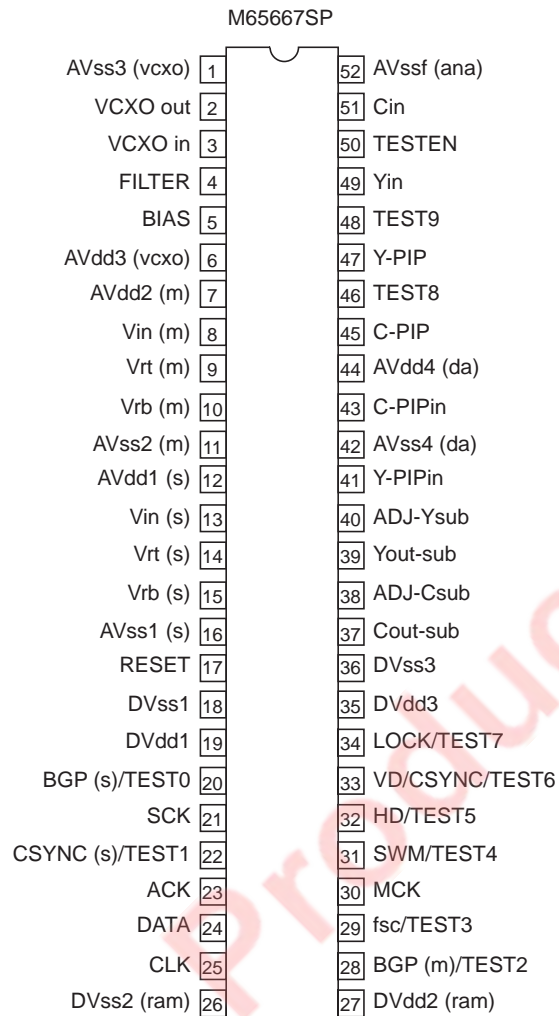 M65667SP
AVss3 (vcxo) 1 52 AVssf (ana)
VCXO out 2 51 Cin
VCXO in 3 50 TESTEN
FILTER 4 49 Yin
BIAS 5 48 TEST9
AVdd3 (vcxo) 6 47 Y-PIP
AVdd2 (m) 7 46 TEST8
Vin (m) 8 45 C-PIP
Vrt (m) 9 44 AVdd4 (da)
Vrb (m) 10 43 C-PIPin
AVss2 (m) 11 42 AVss4 (da)
AVdd1 (s) 12 41 Y-PIPin
Vin (s) 13 40 ADJ-Ysub
Vrt (s) 14 39 Yout-sub
Vrb (s) 15 38 ADJ-Csub
AVss1 (s) 16 37 Cout-sub
RESET 17 36 DVss3
DVss1 18 35 DVdd3
DVdd1 19 34 LOCK/TEST7
BGP (s)/TEST0 20 33 VD/CSYNC/TEST6
SCK 21 32 HD/TEST5
CSYNC (s)/TEST1 22 31 SWM/TEST4
ACK 23 30 MCK
DATA 24 29 fsc/TEST3
CLK 25 28 BGP (m)/TEST2
DVss2 (ram) 26 27 DVdd2 (ram)
Produ